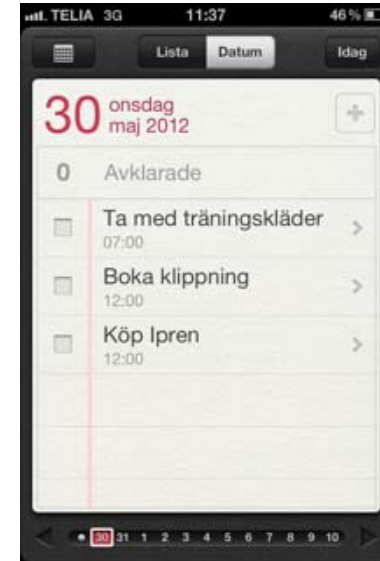 TELIA 3G 11:37 46 %
Lista Datum Idag
30 onsdag
maj 2012
0 Avklarade
Ta med träningskläder
07:00
Boka klippning
12:00
Köp Ipren
12:00
30 31 1 2 3 4 5 6 7 8 9 10